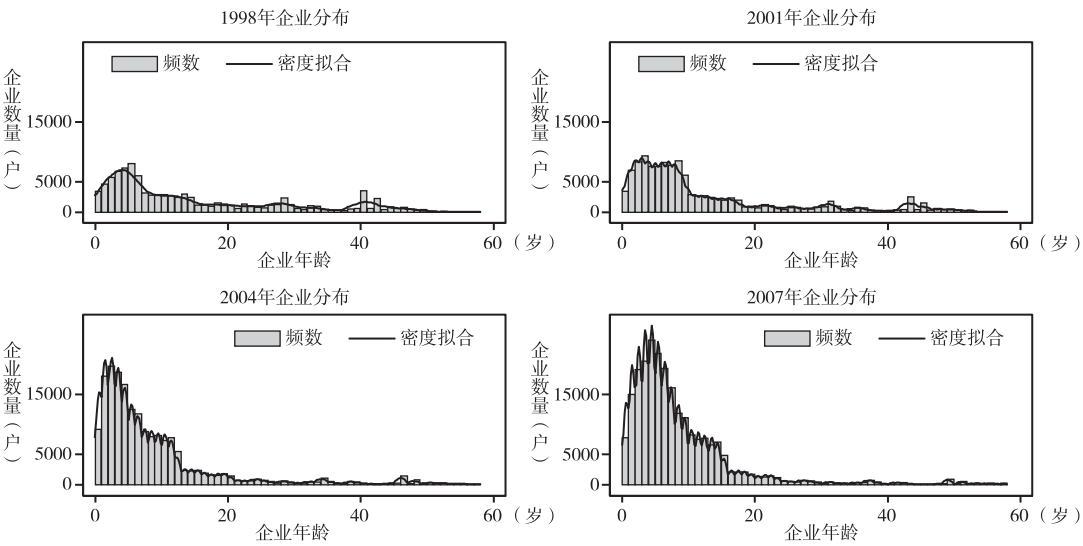 1998年企业分布
频数 密度拟合
企业数量(户)
15000
5000
0
0 20 40 60 (岁)
企业年龄
2001年企业分布
频数 密度拟合
企业数量(户)
15000
5000
0
0 20 40 60 (岁)
企业年龄
2004年企业分布
频数 密度拟合
企业数量(户)
15000
5000
0
0 20 40 60 (岁)
企业年龄
2007年企业分布
频数 密度拟合
企业数量(户)
15000
5000
0
0 20 40 60 (岁)
企业年龄